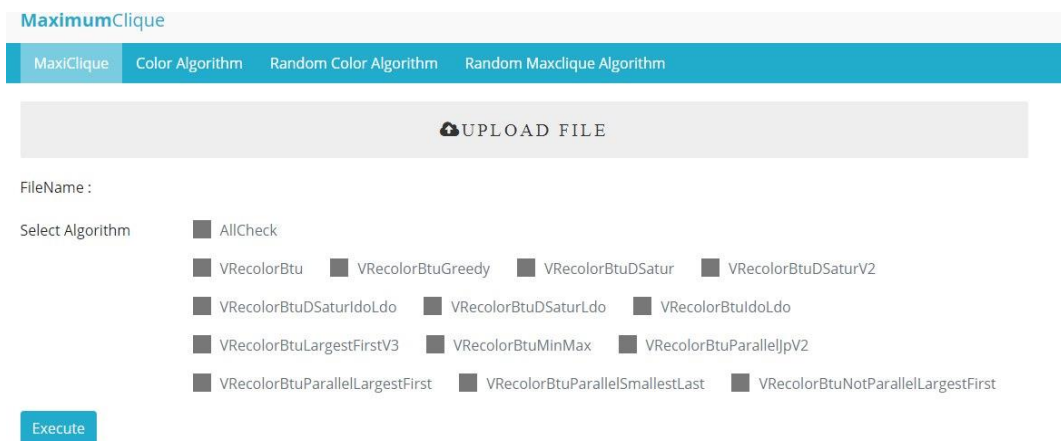 MaximumClique
MaxiClique Color Algorithm Random Color Algorithm Random Maxclique Algorithm
UPLOAD FILE
FileName :
Select Algorithm AllCheck
VRecolorBtu VRecolorBtuGreedy VRecolorBtuDSatur VRecolorBtuDSaturV2
VRecolorBtuDSaturIdoLdo VRecolorBtuDSaturLdo VRecolorBtuIdoLdo
VRecolorBtuLargestFirstV3 VRecolorBtuMinMax VRecolorBtuParallelJpV2
VRecolorBtuParallelLargestFirst VRecolorBtuParallelSmallestLast VRecolorBtuNotParallelLargestFirst
Execute